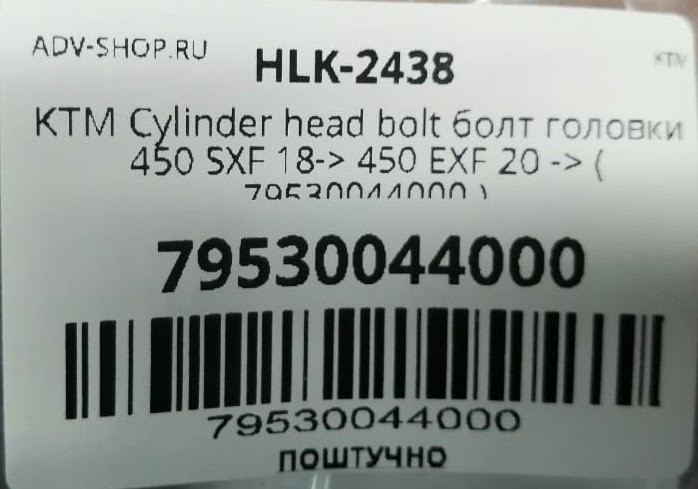 ADV-SHOP.RU
HLK-2438
KTM
KTM Cylinder head bolt болт головки
450 SXF 18-> 450 EXF 20 -> (
79530044000 )
79530044000
79530044000
ПОШТУЧНО